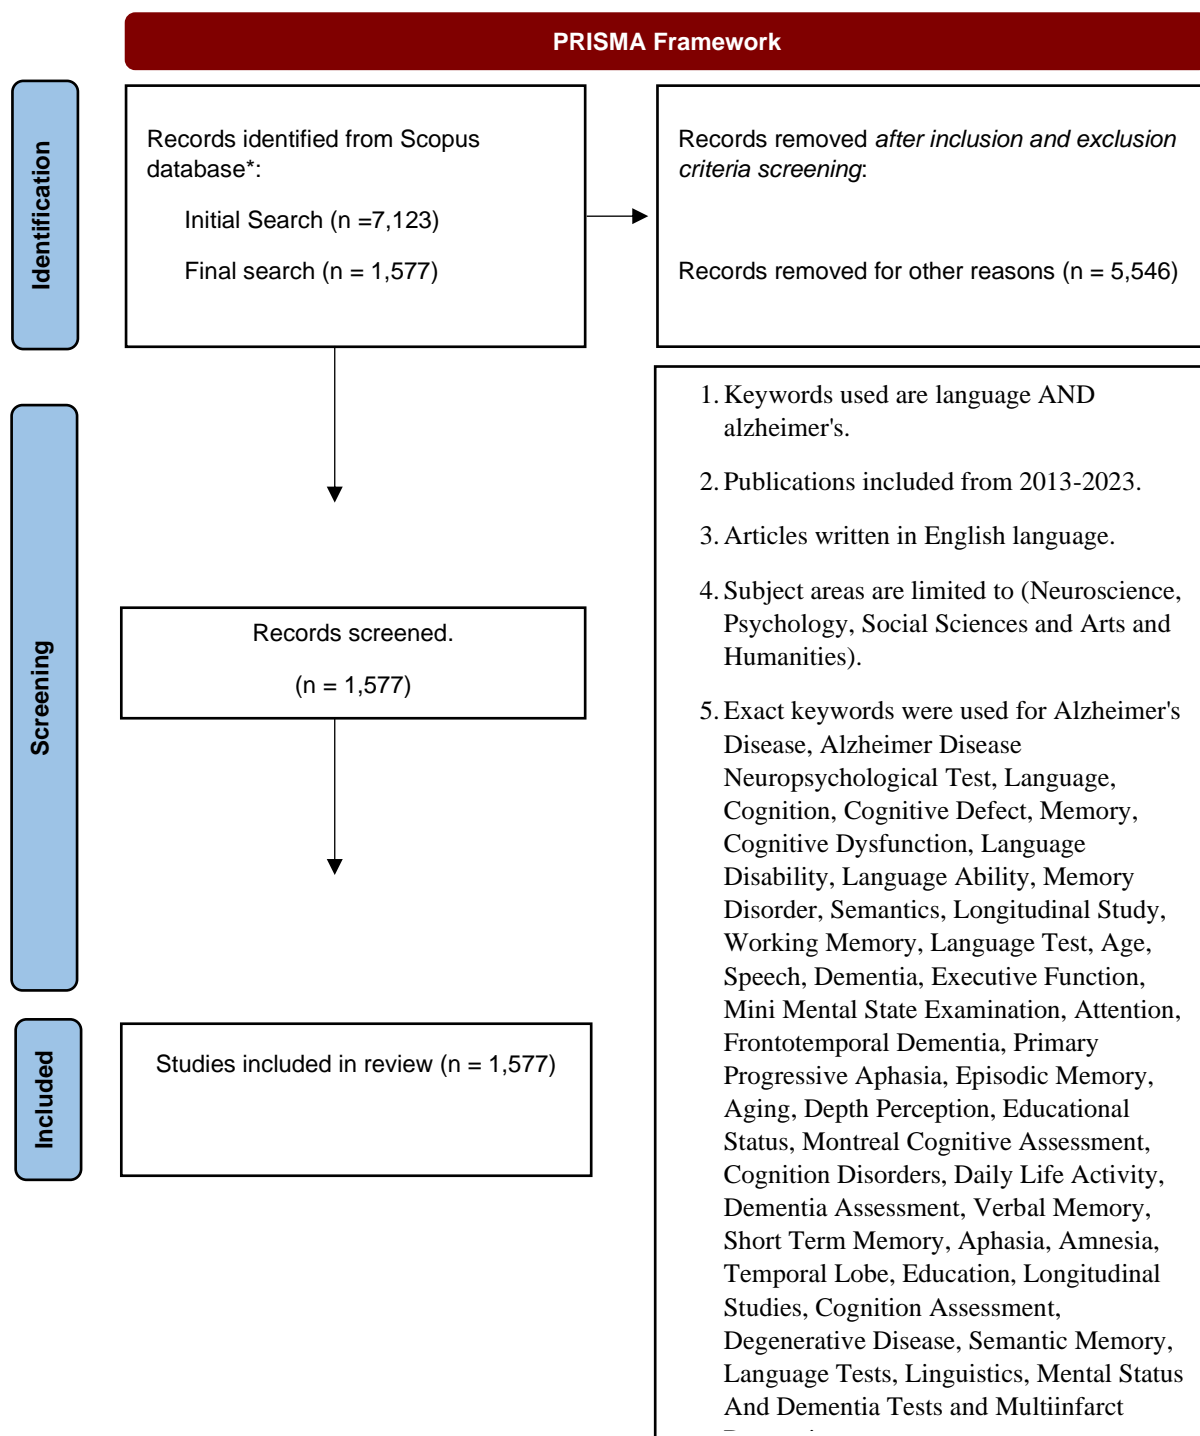 PRISMA Framework
Identification
Records identified from Scopus
database*:
Initial Search (n =7,123)
Final search (n = 1,577)
Records removed after inclusion and exclusion
criteria screening:
Records removed for other reasons (n = 5,546)
Screening
Records screened.
(n = 1,577)
1. Keywords used are language AND
alzheimer's.
2. Publications included from 2013-2023.
3. Articles written in English language.
4. Subject areas are limited to (Neuroscience,
Psychology, Social Sciences and Arts and
Humanities).
5. Exact keywords were used for Alzheimer's
Disease, Alzheimer Disease
Neuropsychological Test, Language,
Cognition, Cognitive Defect, Memory,
Cognitive Dysfunction, Language
Disability, Language Ability, Memory
Disorder, Semantics, Longitudinal Study,
Working Memory, Language Test, Age,
Speech, Dementia, Executive Function,
Mini Mental State Examination, Attention,
Frontotemporal Dementia, Primary
Progressive Aphasia, Episodic Memory,
Aging, Depth Perception, Educational
Status, Montreal Cognitive Assessment,
Cognition Disorders, Daily Life Activity,
Dementia Assessment, Verbal Memory,
Short Term Memory, Aphasia, Amnesia,
Temporal Lobe, Education, Longitudinal
Studies, Cognition Assessment,
Degenerative Disease, Semantic Memory,
Language Tests, Linguistics, Mental Status
And Dementia Tests and Multiinfarct
Included
Studies included in review (n = 1,577)